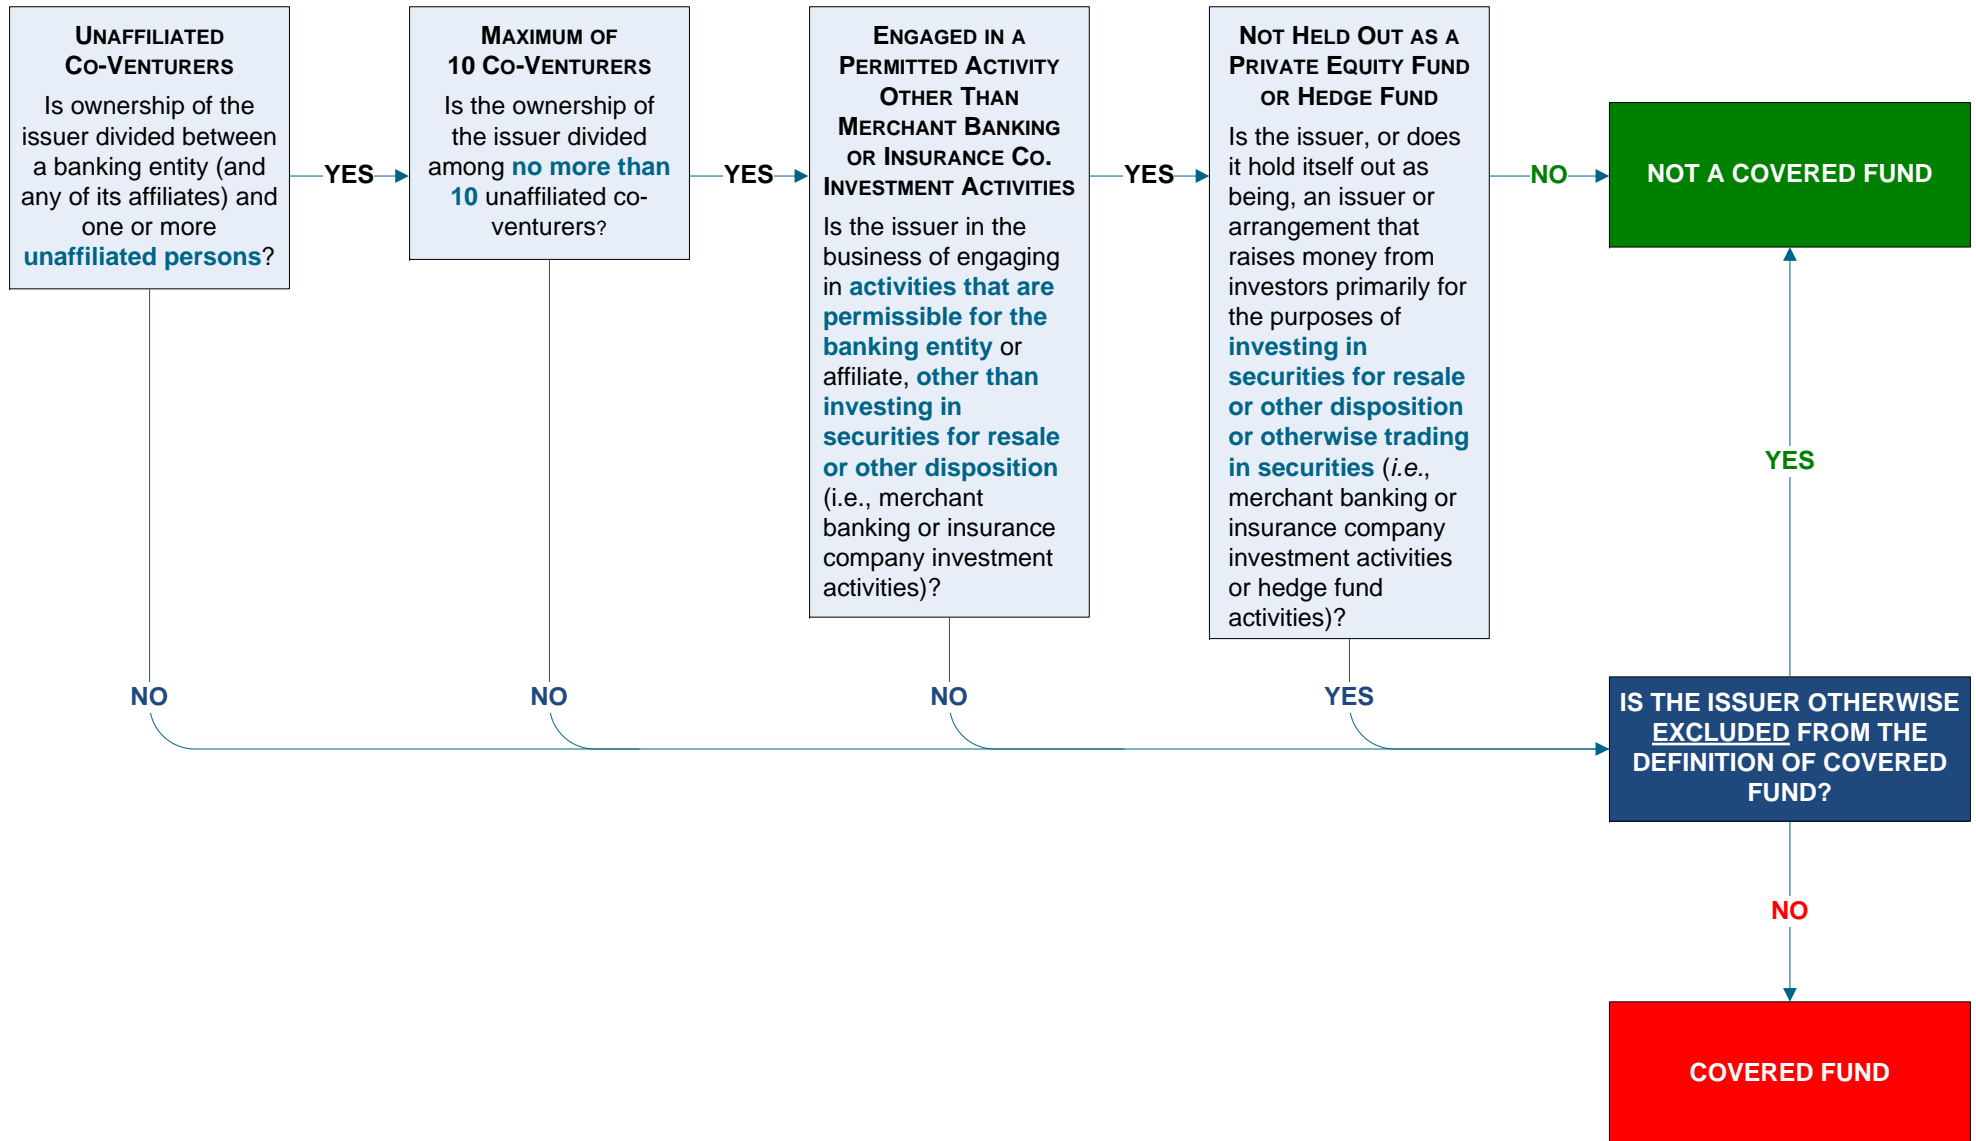 UNAFFILIATED
CO-VENTURERS
Is ownership of the
issuer divided between
a banking entity (and
any of its affiliates) and
one or more
unaffiliated persons?
YES
MAXIMUM OF
10 CO-VENTURERS
Is the ownership of
the issuer divided
among no more than
10 unaffiliated co-
venturers?
YES
ENGAGED IN A
PERMITTED ACTIVITY
OTHER THAN
MERCHANT BANKING
OR INSURANCE CO.
INVESTMENT ACTIVITIES
Is the issuer in the
business of engaging
in activities that are
permissible for the
banking entity or
affiliate, other than
investing in
securities for resale
or other disposition
(i.e., merchant
banking or insurance
company investment
activities)?
YES
NOT HELD OUT AS A
PRIVATE EQUITY FUND
OR HEDGE FUND
Is the issuer, or does
it hold itself out as
being, an issuer or
arrangement that
raises money from
investors primarily for
the purposes of
investing in
securities for resale
or other disposition
or otherwise trading
in securities (i.e.,
merchant banking or
insurance company
investment activities
or hedge fund
activities)?
NO
NOT A COVERED FUND
YES
NO
NO
NO
YES
IS THE ISSUER OTHERWISE
EXCLUDED FROM THE
DEFINITION OF COVERED
FUND?
NO
COVERED FUND